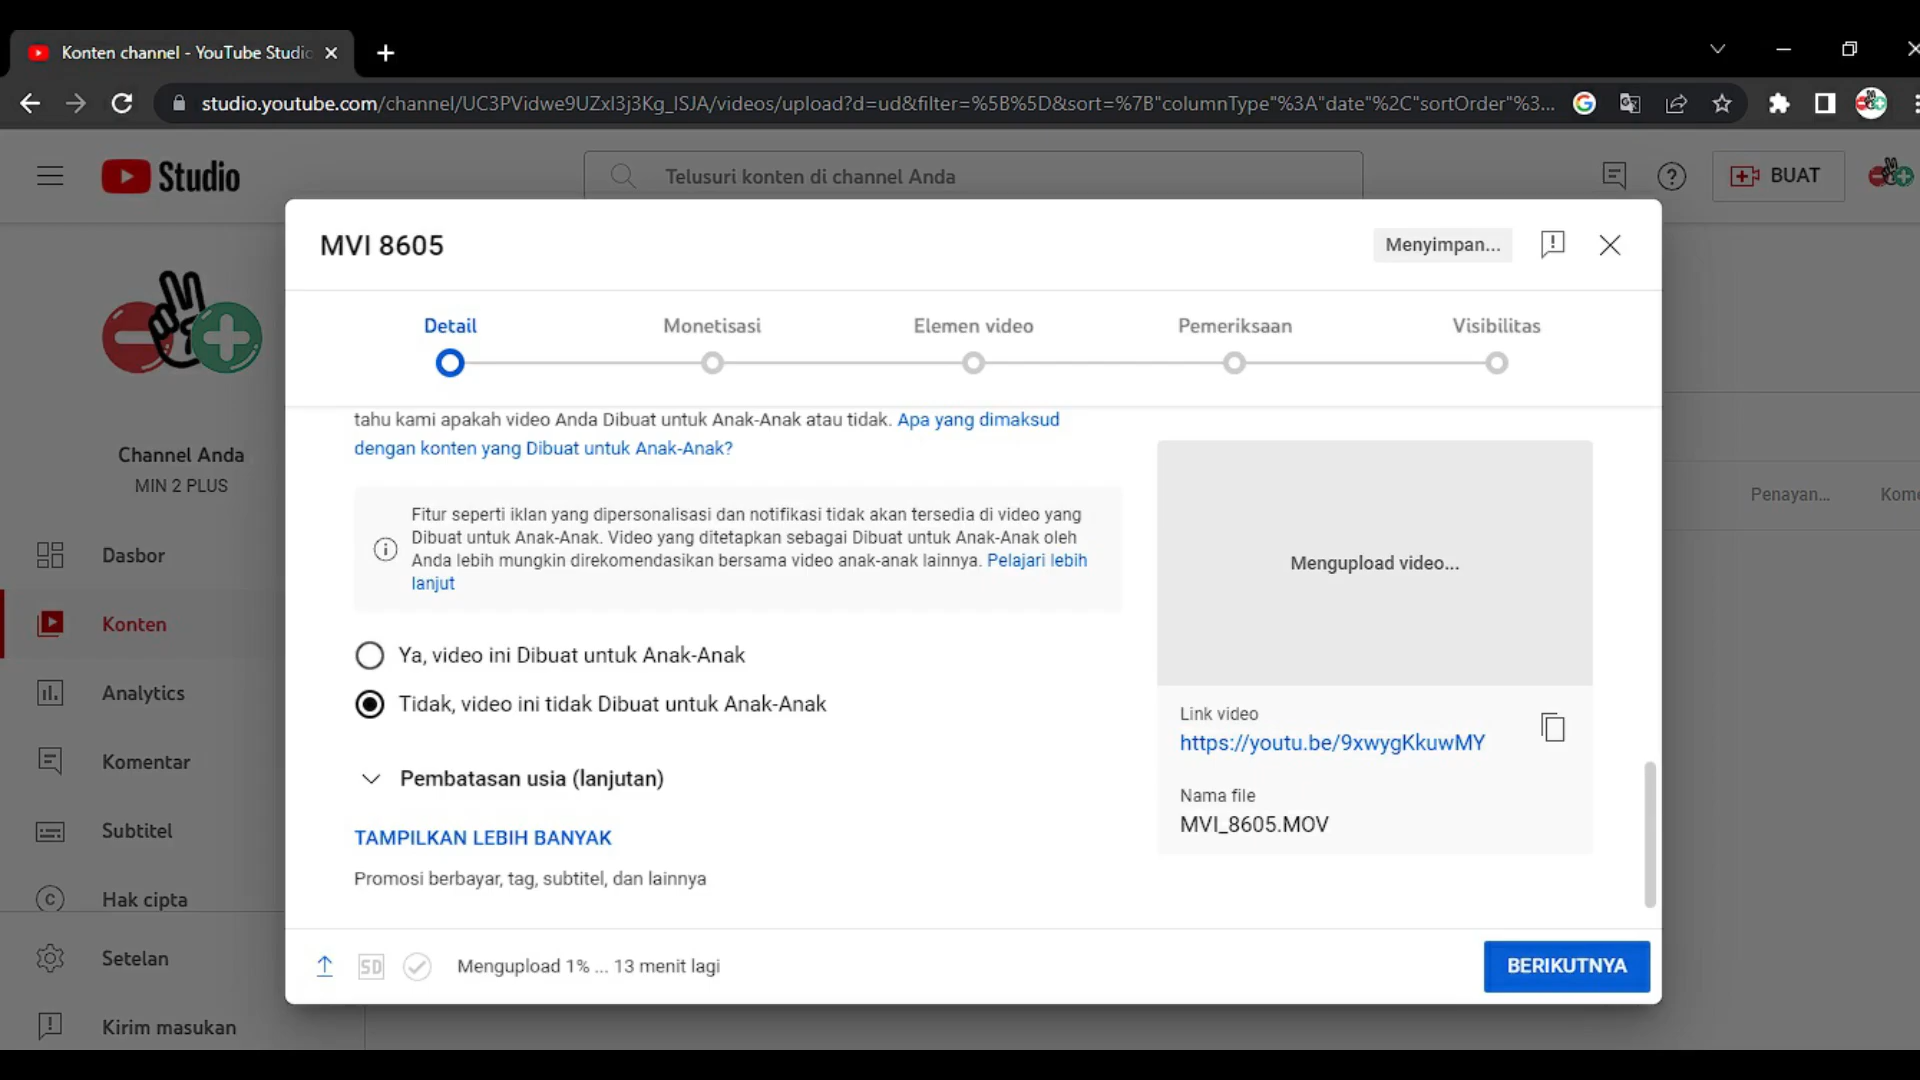 Konten channel - YouTube Studio
studio.youtube.com/channel/UC3PVidwe9UZxI3j3Kg_ISJA/videos/upload?d=ud&filter=%5B%5D&sort=%7B"columnType"%3A"date"%2C"sortOrder"%3...
Studio
Telusuri konten di channel Anda
BUAT
MVI 8605
Menyimpan...
Detail
Monetisasi
Elemen video
Pemeriksaan
Visibilitas
tahu kami apakah video Anda Dibuat untuk Anak-Anak atau tidak. Apa yang dimaksud
dengan konten yang Dibuat untuk Anak-Anak?
Fitur seperti iklan yang dipersonalisasi dan notifikasi tidak akan tersedia di video yang
Dibuat untuk Anak-Anak. Video yang ditetapkan sebagai Dibuat untuk Anak-Anak oleh
Anda lebih mungkin direkomendasikan bersama video anak-anak lainnya. Pelajari lebih
lanjut
Ya, video ini Dibuat untuk Anak-Anak
Tidak, video ini tidak Dibuat untuk Anak-Anak
Pembatasan usia (lanjutan)
TAMPILKAN LEBIH BANYAK
Promosi berbayar, tag, subtitel, dan lainnya
Mengupload video...
Link video
https://youtu.be/9xwygKkuwMY
Nama file
MVI_8605.MOV
SD
Mengupload 1% ... 13 menit lagi
BERIKUTNYA
Channel Anda
MIN 2 PLUS
Dasbor
Konten
Analytics
Komentar
Subtitel
Hak cipta
Setelan
Kirim masukan
Penayan...
Kome